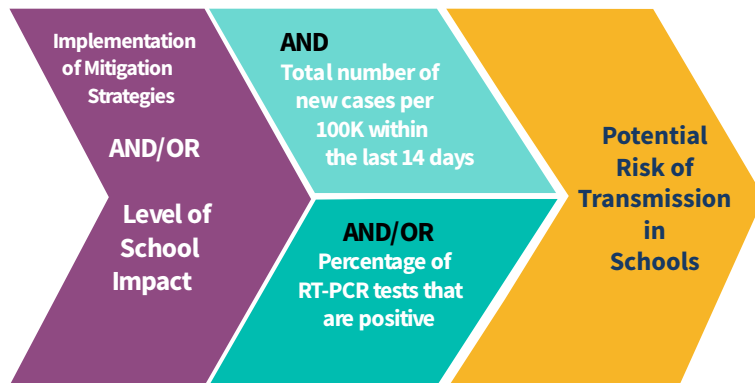 Implementation
of Mitigation
Strategies
AND/OR
Level of
School
Impact
AND
Total number of
new cases per
100K within
the last 14 days
AND/OR
Percentage of
RT-PCR tests that
are positive
Potential
Risk of
Transmission
in
Schools